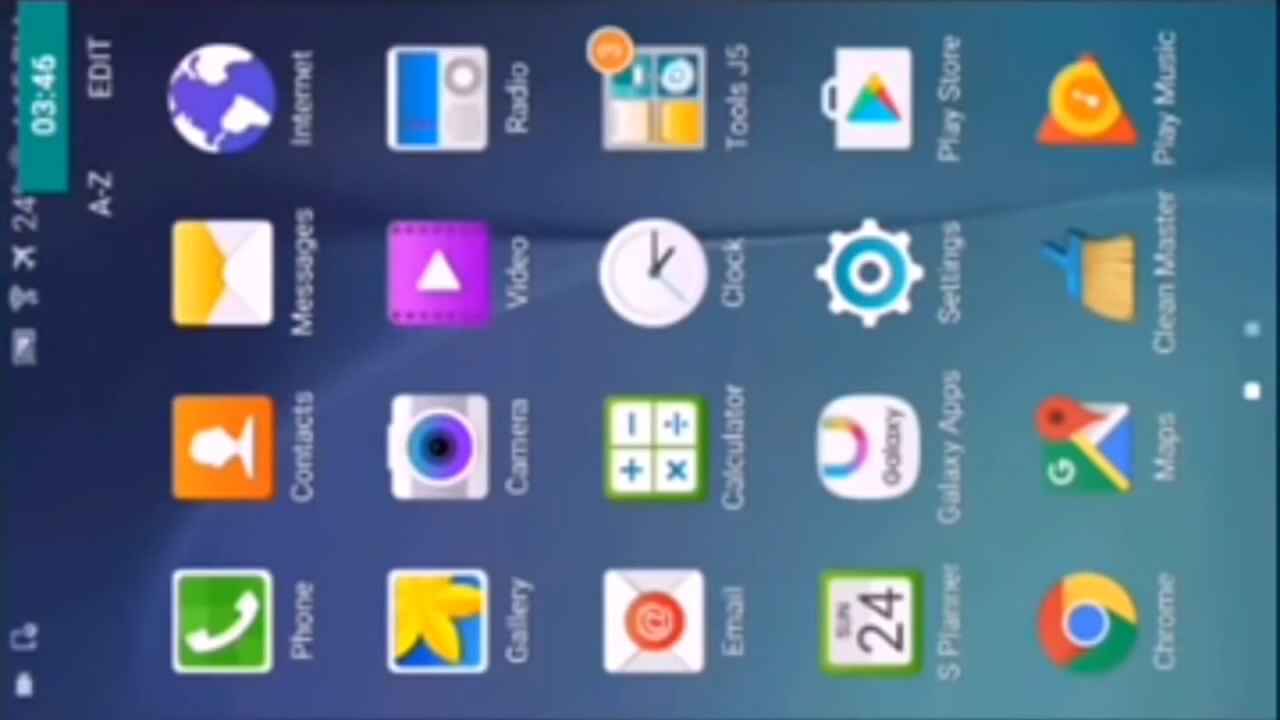 03:46
A-Z EDIT
Phone Contacts Messages Internet
Gallery Camera Video Radio
3
Email Calculator Clock Tools J5
SUN
24
Galaxy
S Planner Galaxy Apps Settings Play Store
G
Chrome Maps Clean Master Play Music